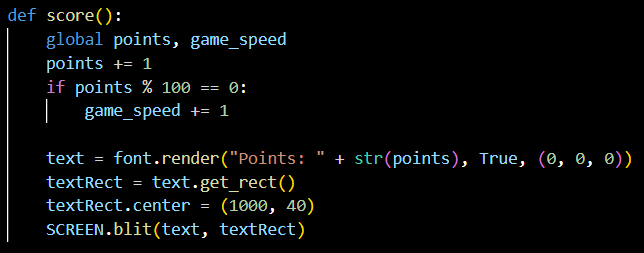 def score():
    global points, game_speed
    points += 1
    if points % 100 == 0:
        game_speed += 1

    text = font.render("Points: " + str(points), True, (0, 0, 0))
    textRect = text.get_rect()
    textRect.center = (1000, 40)
    SCREEN.blit(text, textRect)